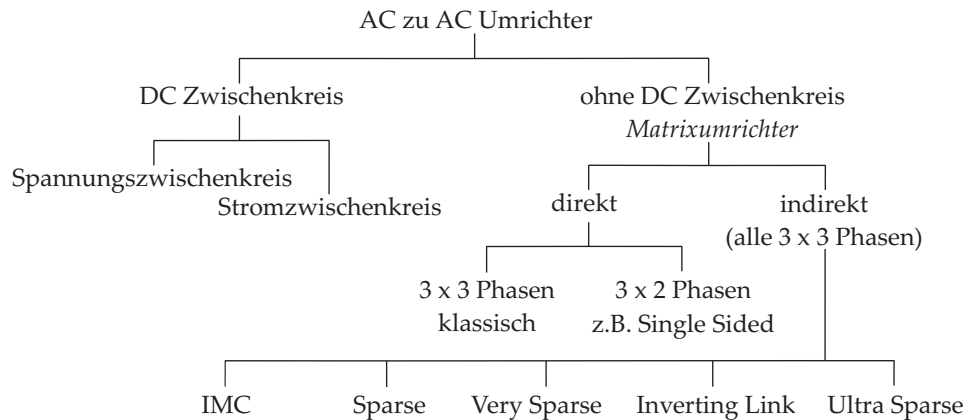 AC zu AC Umrichter
DC Zwischenkreis
ohne DC Zwischenkreis
Matrixumrichter
Spannungszwischenkreis
Stromzwischenkreis
direkt
indirekt
(alle 3 x 3 Phasen)
3 x 3 Phasen
klassisch
3 x 2 Phasen
z.B. Single Sided
IMC
Sparse
Very Sparse
Inverting Link
Ultra Sparse